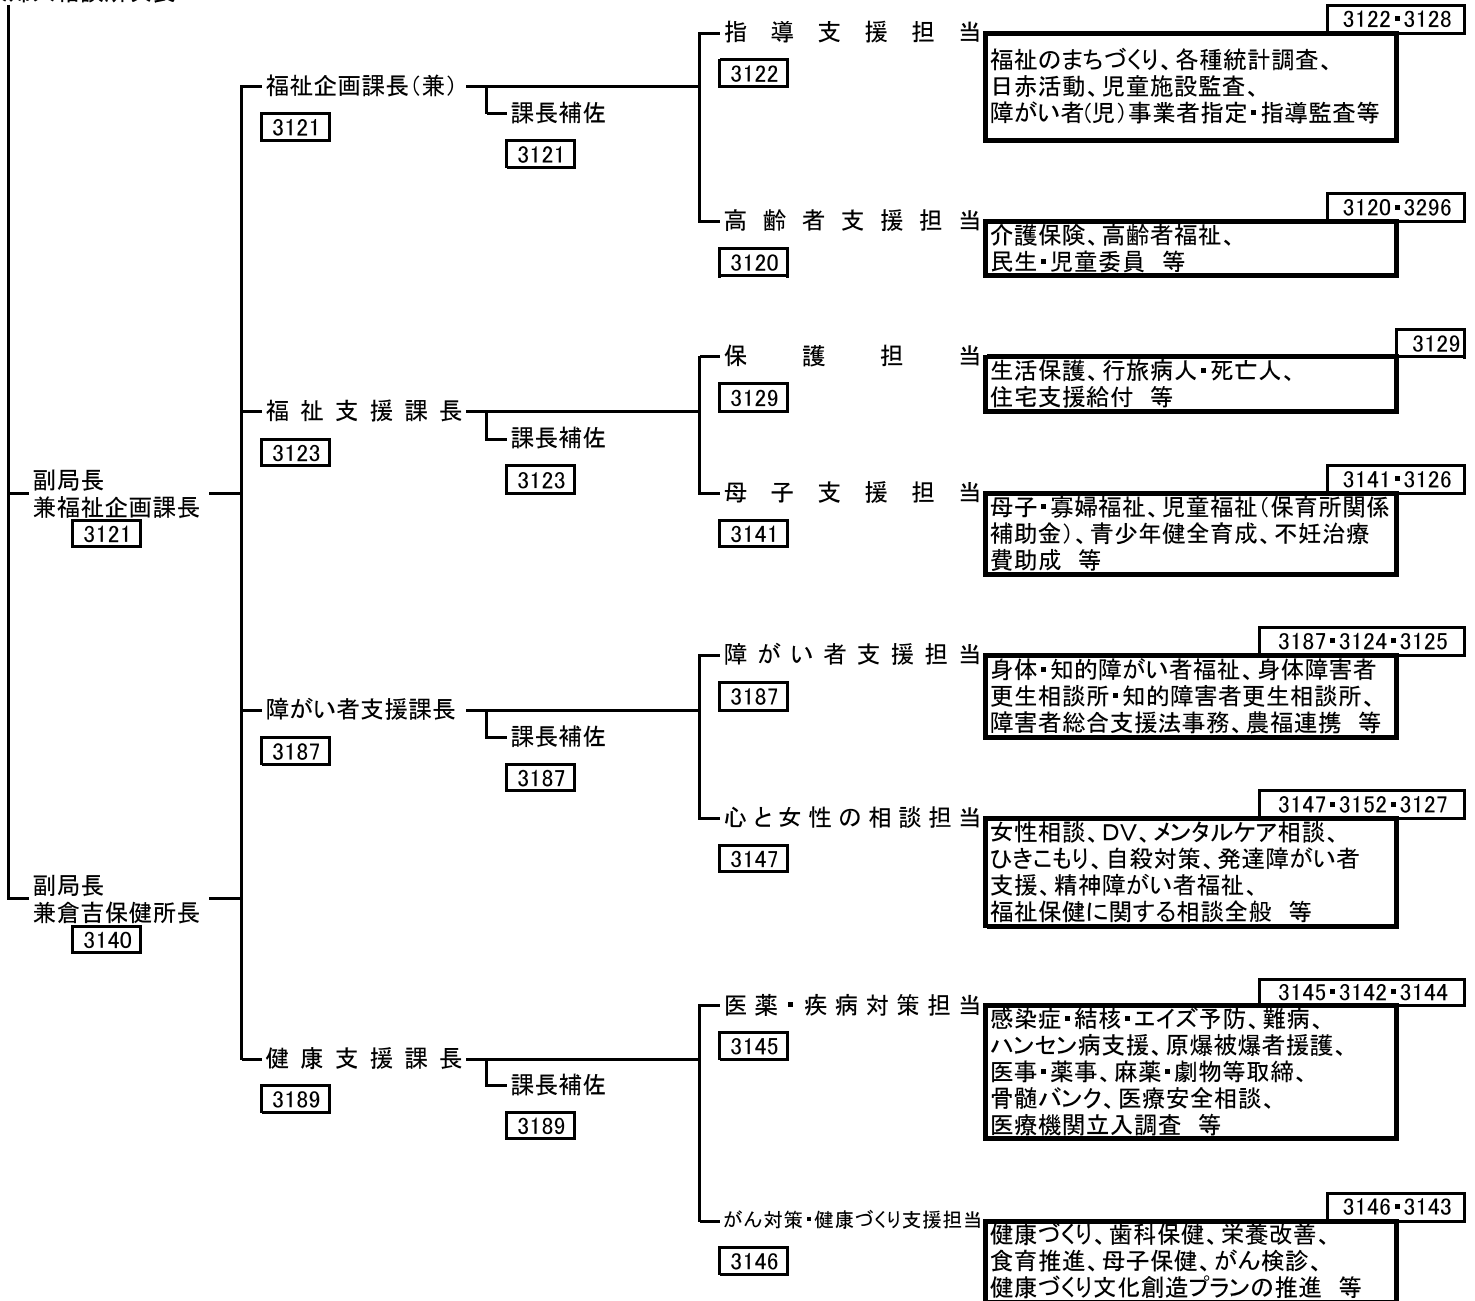 副局長
兼福祉企画課長
3121
副局長
兼倉吉保健所長
3140
福祉企画課長(兼)
3121
課長補佐
3121
指導支援担当
3122
3122・3128
福祉のまちづくり、各種統計調査、
日赤活動、児童施設監査、
障がい者(児)事業者指定・指導監査等
高齢者支援担当
3120
3120・3296
介護保険、高齢者福祉、
民生・児童委員 等
福祉支援課長
3123
課長補佐
3123
保護担当
3129
3129
生活保護、行旅病人・死亡人、
住宅支援給付 等
母子支援担当
3141
3141・3126
母子・寡婦福祉、児童福祉(保育所関係
補助金)、青少年健全育成、不妊治療
費助成 等
障がい者支援課長
3187
課長補佐
3187
障がい者支援担当
3187
3187・3124・3125
身体・知的障がい者福祉、身体障害者
更生相談所・知的障害者更生相談所、
障害者総合支援法事務、農福連携 等
心と女性の相談担当
3147
3147・3152・3127
女性相談、DV、メンタルケア相談、
ひきこもり、自殺対策、発達障がい者
支援、精神障がい者福祉、
福祉保健に関する相談全般 等
健康支援課長
3189
課長補佐
3189
医薬・疾病対策担当
3145
3145・3142・3144
感染症・結核・エイズ予防、難病、
ハンセン病支援、原爆被爆者援護、
医事・薬事、麻薬・劇物等取締、
骨髄バンク、医療安全相談、
医療機関立入調査 等
がん対策・健康づくり支援担当
3146
3146・3143
健康づくり、歯科保健、栄養改善、
食育推進、母子保健、がん検診、
健康づくり文化創造プランの推進 等